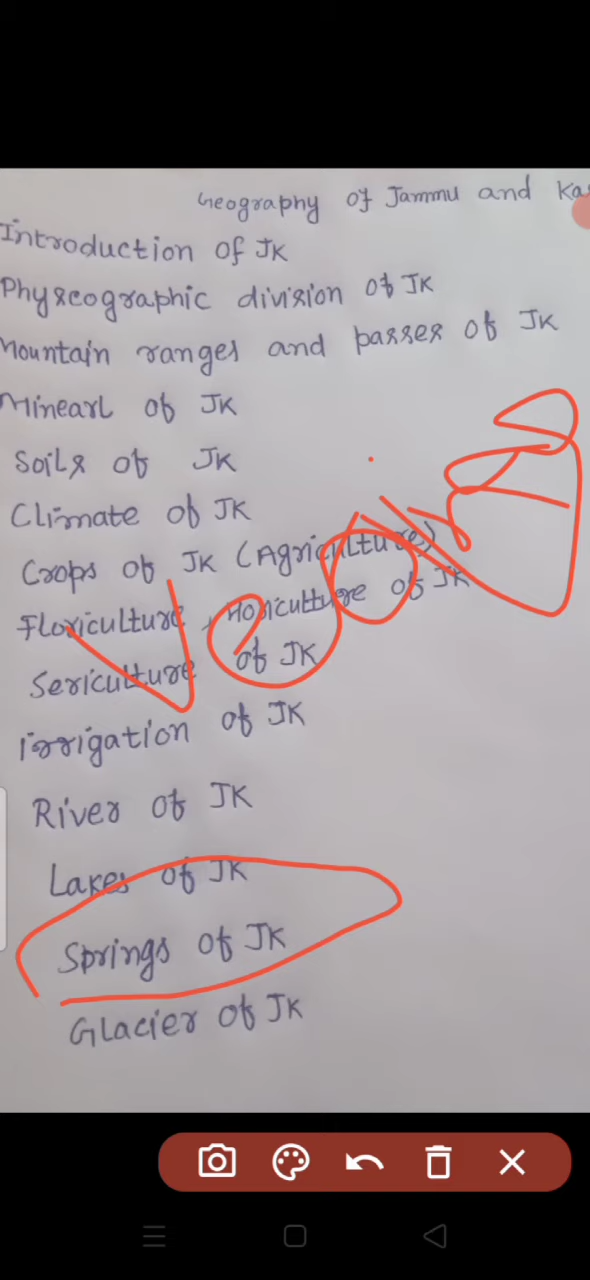 Geography of Jammu and Kas
Introduction of JK
Physeographic division of JK
Mountain ranges and passes of JK
Minearl of JK
Soils of JK
Climate of JK
Crops of JK (Agriculture)
Floriculture, Horiculture of JK
Sericulture of JK
irrigation of JK
River of JK
Lakes of JK
Springs of JK
Glacier of JK